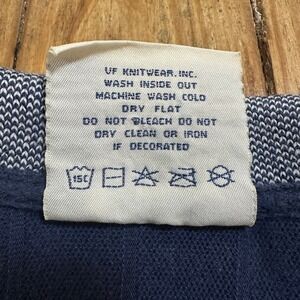 VF KNITWEAR.INC.
WASH INSIDE OUT
MACHINE WASH COLD
DRY FLAT
DO NOT BLEACH DO NOT
DRY CLEAN OR IRON
IF DECORATED
15C